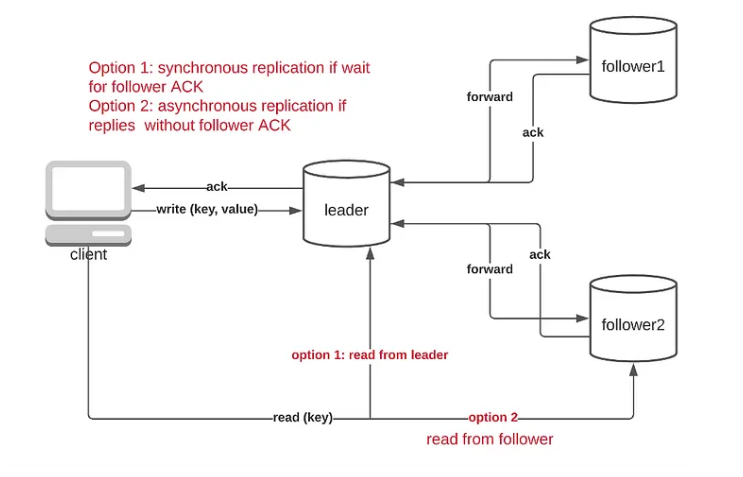 Option 1: synchronous replication if wait
for follower ACK
Option 2: asynchronous replication if
replies without follower ACK
follower1
forward
ack
ack
write (key, value)
leader
client
forward
ack
follower2
option 1: read from leader
read (key)
option 2
read from follower